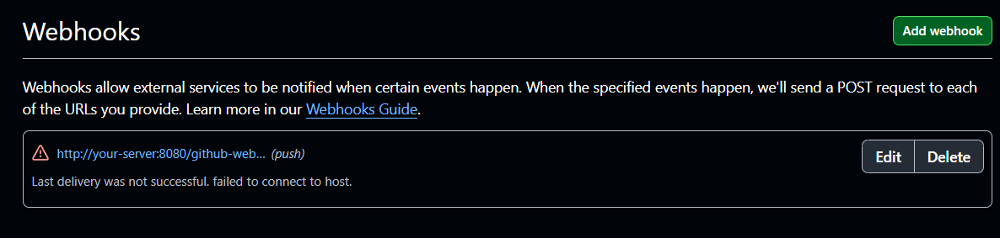 Webhooks
Add webhook
Webhooks allow external services to be notified when certain events happen. When the specified events happen, we'll send a POST request to each
of the URLs you provide. Learn more in our Webhooks Guide.
http://your-server:8080/github-web... (push)
Edit
Delete
Last delivery was not successful. failed to connect to host.